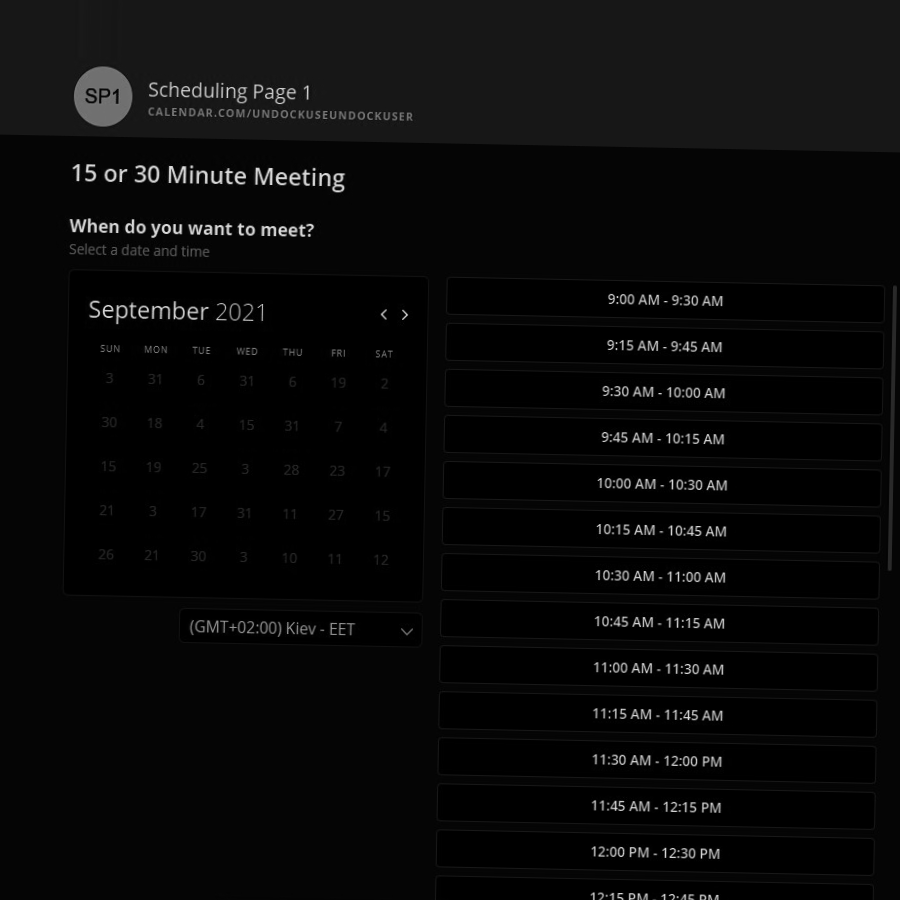 SP1
Scheduling Page 1
CALENDAR.COM/UNDOCKUSEUNDOCKUSER
15 or 30 Minute Meeting
When do you want to meet?
Select a date and time
September 2021
SUN MON TUE WED THU FRI SAT
3 31 6 31 6 19 2
30 18 4 15 31 7 4
15 19 25 3 28 23 17
21 3 17 31 11 27 15
26 21 30 3 10 11 12
(GMT+02:00) Kiev - EET
9:00 AM - 9:30 AM
9:15 AM - 9:45 AM
9:30 AM - 10:00 AM
9:45 AM - 10:15 AM
10:00 AM - 10:30 AM
10:15 AM - 10:45 AM
10:30 AM - 11:00 AM
10:45 AM - 11:15 AM
11:00 AM - 11:30 AM
11:15 AM - 11:45 AM
11:30 AM - 12:00 PM
11:45 AM - 12:15 PM
12:00 PM - 12:30 PM
12:15 PM - 12:45 PM